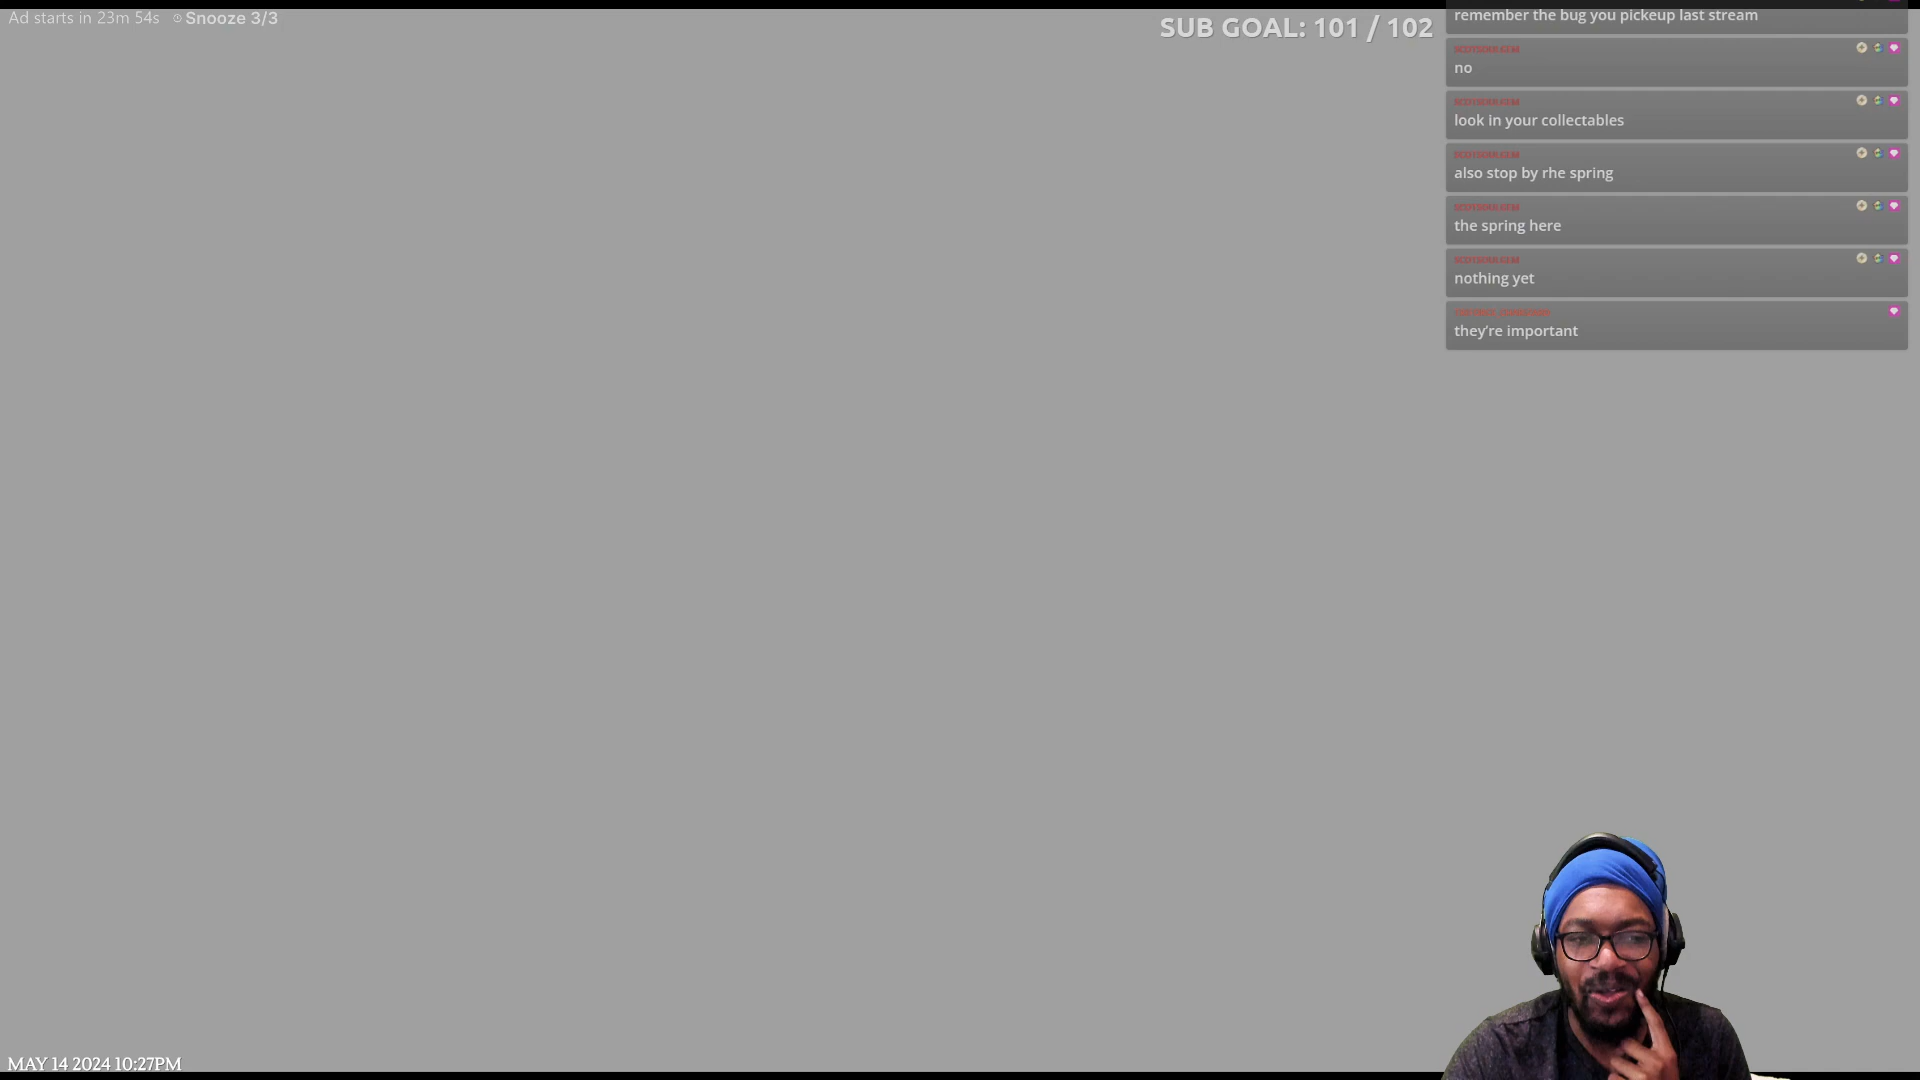 Ad starts in 23m 54s Snooze 3/3
SUB GOAL: 101 / 102
remember the bug you pickeup last stream
no
look in your collectables
also stop by rhe spring
the spring here
nothing yet
they're important
MAY 14 2024 10:27PM